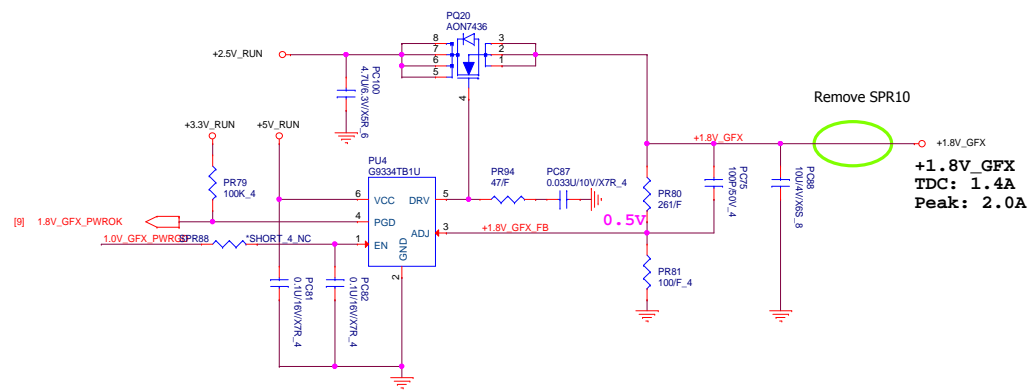 PQ20
AON7436
8
7
6
5
3
2
1
4
+2.5V_RUN
PC100
4.7U/6.3V/X5R_6
Remove SPR10
+3.3V_RUN
+5V_RUN
+1.8V_GFX
+1.8V_GFX
+1.8V_GFX
TDC: 1.4A
Peak: 2.0A
PU4
G9334TB1U
PR79
100K_4
6
VCC
DRV
5
PR94
47/F
PC87
0.033U/10V/X7R_4
PR80
261/F
PC75
100P/50V_4
PC88
10U/4V/X6S_8
[9]
1.8V_GFX_PWROK
4
PGD
0.5V
ADJ
3
+1.8V_GFX_FB
1.0V_GFX_PWRGD
SPR88
*SHORT_4_NC
1
EN
GND
2
PR81
100/F_4
PC81
0.1U/16V/X7R_4
PC82
0.1U/16V/X7R_4